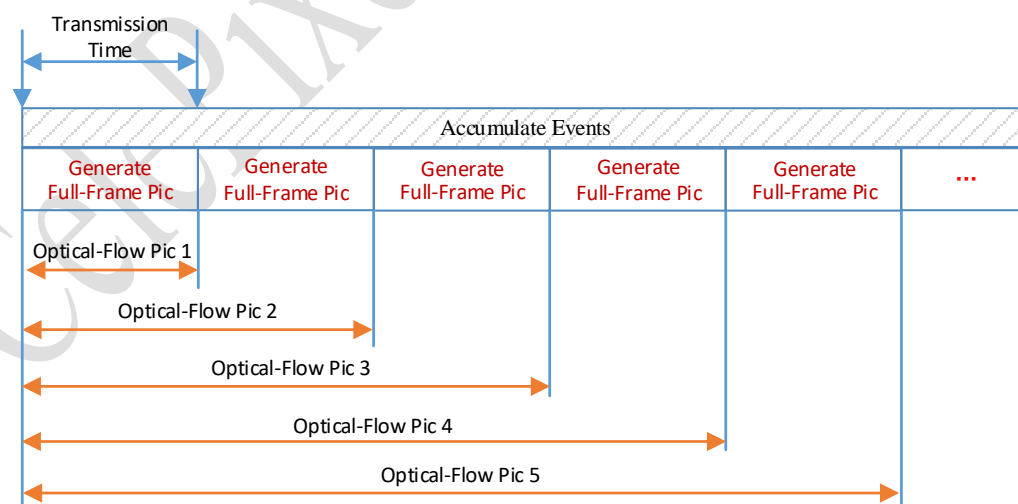 Transmission
Time
Accumulate Events
Generate
Full-Frame Pic
Generate
Full-Frame Pic
Generate
Full-Frame Pic
Generate
Full-Frame Pic
Generate
Full-Frame Pic
...
Optical-Flow Pic 1
Optical-Flow Pic 2
Optical-Flow Pic 3
Optical-Flow Pic 4
Optical-Flow Pic 5
CelePixel